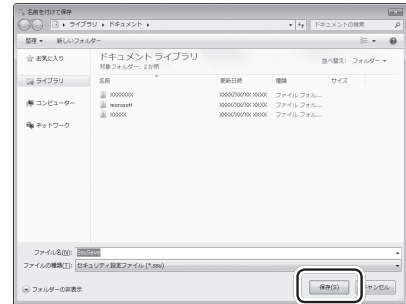 名前を付けて保存
▸ ライブラリ ▸ ドキュメント ▸
ドキュメントの検索
整理 ▾ 新しいフォルダー
お気に入り
ライブラリ
コンピューター
ネットワーク
ドキュメント ライブラリ
対象フォルダー: 2か所
並べ替え: フォルダー ▾
名前 更新日時 種類 サイズ
XXXXXXX XXXX/XX/XX XX:XX ファイル フォル...
microsoft XXXX/XX/XX XX:XX ファイル フォル...
XXXXX XXXX/XX/XX XX:XX ファイル フォル...
ファイル名(N):
ファイルの種類(T): セキュリティ設定ファイル (*.ssu)
フォルダーの非表示
保存(S)
キャンセル